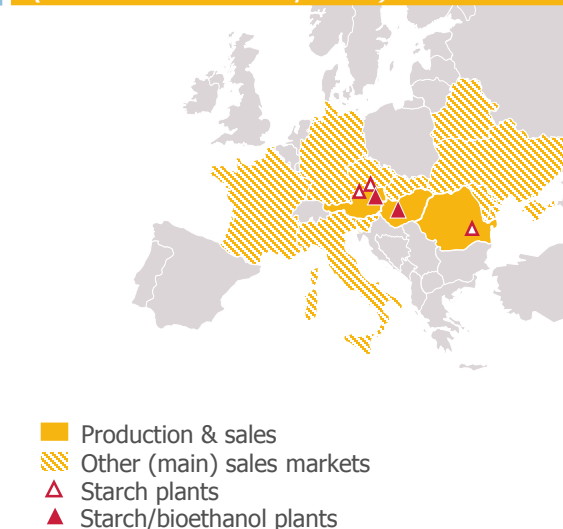 Production & sales
Other (main) sales markets
Starch plants
Starch/bioethanol plants